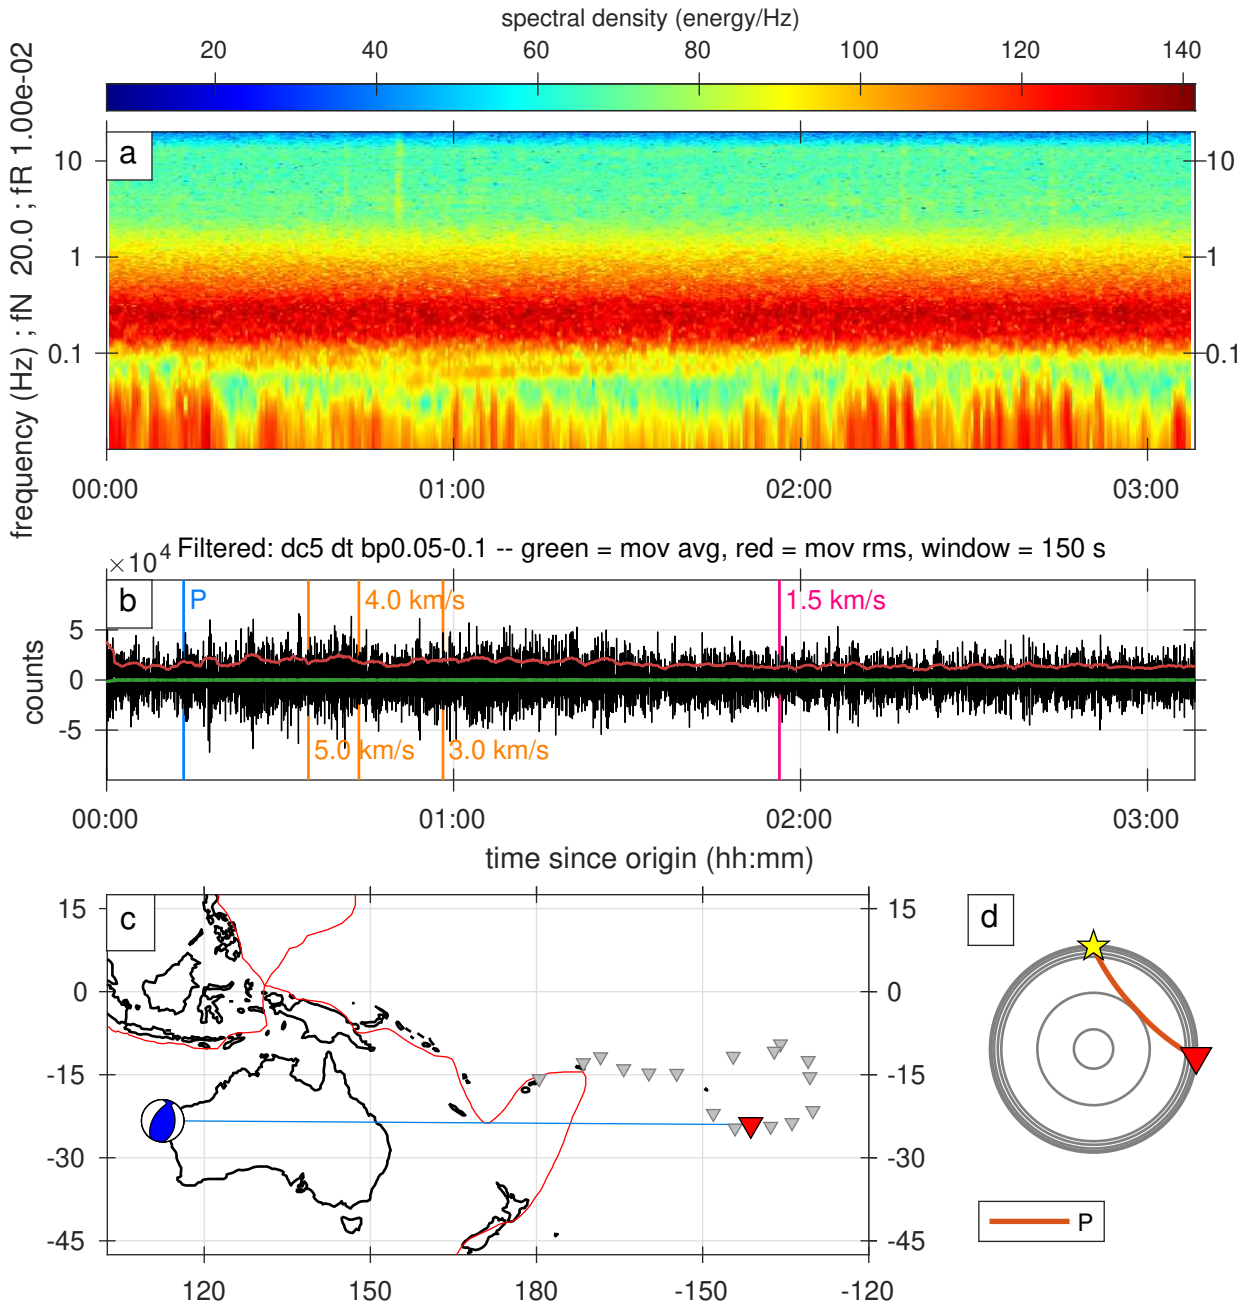 spectral density (energy/Hz)
20 40 60 80 100 120 140
frequency (Hz) ; fN 20.0 ; fR 1.00e-02
a
10 10
1 1
0.1 0.1
00:00 01:00 02:00 03:00
×10^4 Filtered: dc5 dt bp0.05-0.1 -- green = mov avg, red = mov rms, window = 150 s
b
P 4.0 km/s 1.5 km/s
counts
5
0
-5
5.0 km/s 3.0 km/s
00:00 01:00 02:00 03:00
time since origin (hh:mm)
c
d
15 15
0 0
-15 -15
-30 -30
-45 -45
120 150 180 -150 -120
P